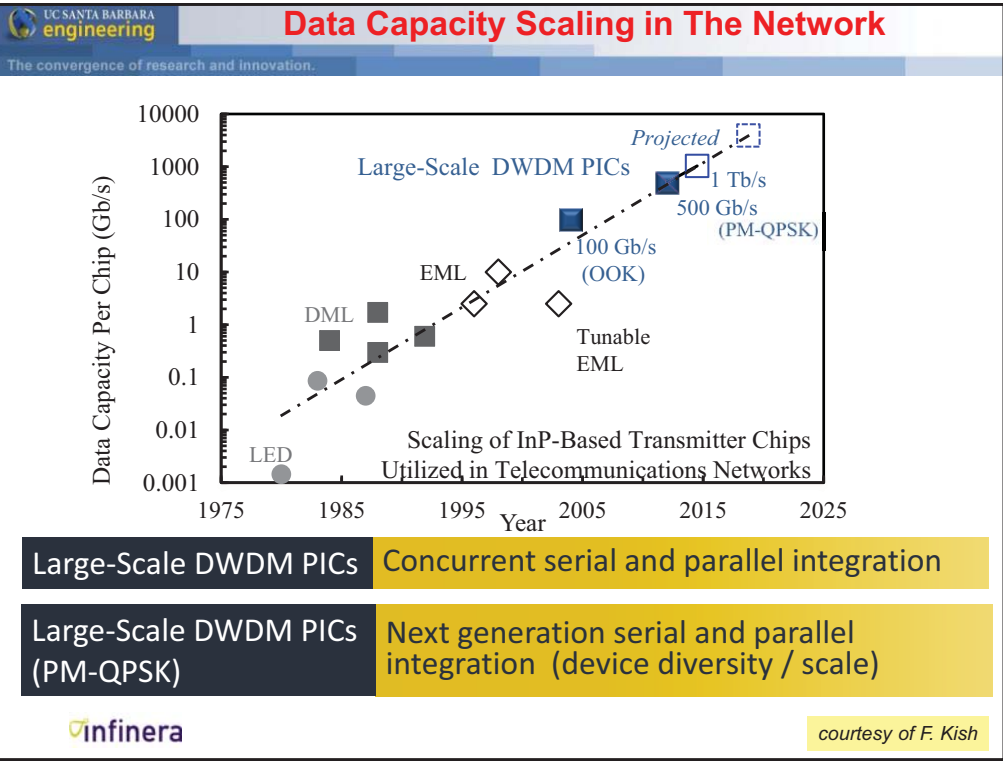 UC SANTA BARBARA
engineering
Data Capacity Scaling in The Network
The convergence of research and innovation.
Data Capacity Per Chip (Gb/s)
10000
1000
100
10
1
0.1
0.01
0.001
Projected
Large-Scale DWDM PICs
1 Tb/s
500 Gb/s
(PM-QPSK)
100 Gb/s
(OOK)
EML
DML
Tunable
EML
LED
Scaling of InP-Based Transmitter Chips
Utilized in Telecommunications Networks
1975
1985
1995
2005
2015
2025
Year
Large-Scale DWDM PICs
Concurrent serial and parallel integration
Large-Scale DWDM PICs
(PM-QPSK)
Next generation serial and parallel
integration (device diversity / scale)
infinera
courtesy of F. Kish